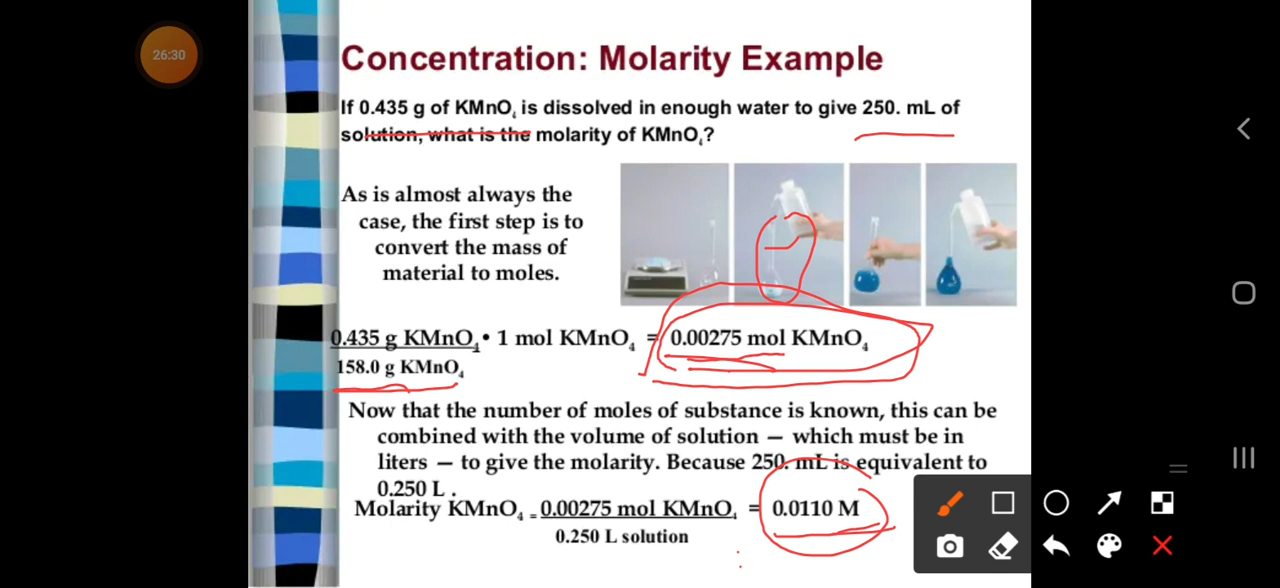 26:30
Concentration: Molarity Example
If 0.435 g of KMnO4 is dissolved in enough water to give 250. mL of
solution, what is the molarity of KMnO4?
As is almost always the
case, the first step is to
convert the mass of
material to moles.
0.435 g KMnO4 • 1 mol KMnO4 = 0.00275 mol KMnO4
158.0 g KMnO4
Now that the number of moles of substance is known, this can be
combined with the volume of solution — which must be in
liters — to give the molarity. Because 250. mL is equivalent to
0.250 L .
Molarity KMnO4 = 0.00275 mol KMnO4 = 0.0110 M
0.250 L solution